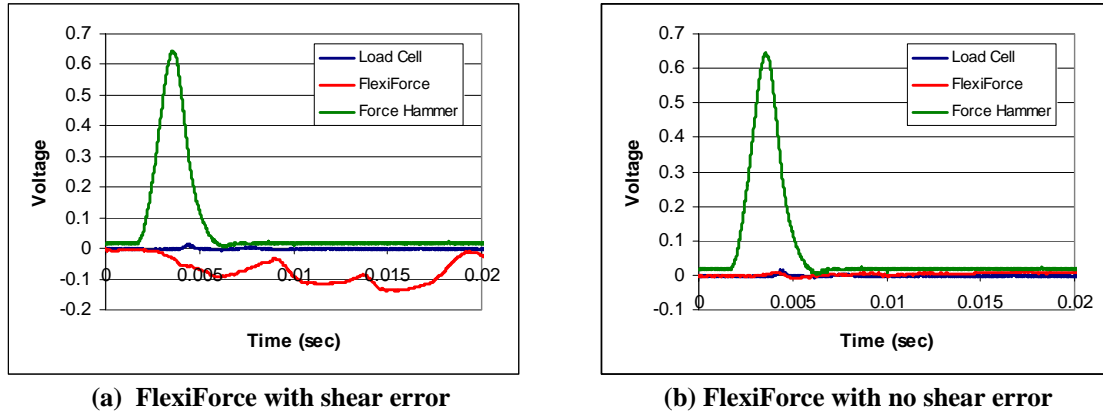 0.7
0.6
0.5
0.4
0.3
0.2
0.1
0
-0.1
-0.2
Voltage
Load Cell
FlexiForce
Force Hammer
0
0.005
0.01
0.015
0.02
Time (sec)
(a) FlexiForce with shear error
0.7
0.6
0.5
0.4
0.3
0.2
0.1
0
-0.1
Voltage
Load Cell
FlexiForce
Force Hammer
0
0.005
0.01
0.015
0.02
Time (sec)
(b) FlexiForce with no shear error